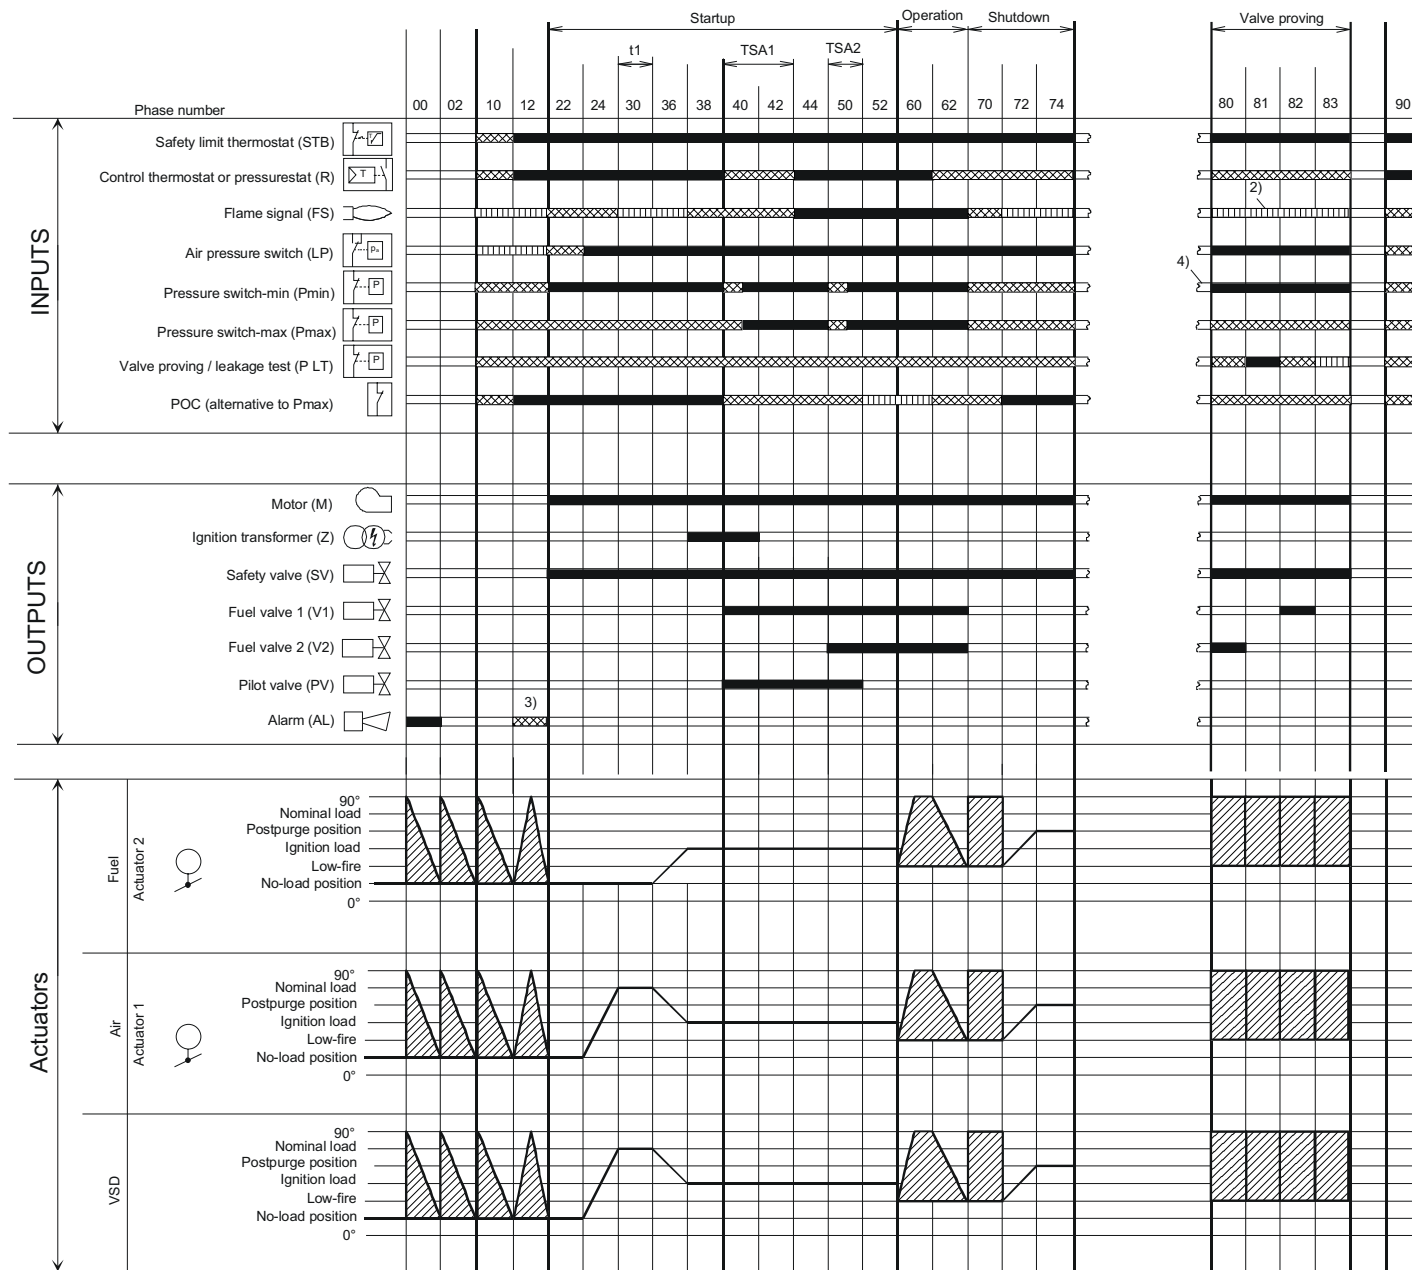 Startup Operation Shutdown Valve proving
t1 TSA1 TSA2
Phase number 00 02 10 12 22 24 30 36 38 40 42 44 50 52 60 62 70 72 74 80 81 82 83 90
INPUTS
Safety limit thermostat (STB)
Control thermostat or pressurestat (R) T
2)
Flame signal (FS)
Air pressure switch (LP)
4)
Pressure switch-min (Pmin) P
Pressure switch-max (Pmax) P
Valve proving / leakage test (P LT) P
POC (alternative to Pmax)
OUTPUTS
Motor (M)
Ignition transformer (Z)
Safety valve (SV)
Fuel valve 1 (V1)
Fuel valve 2 (V2)
Pilot valve (PV)
3)
Alarm (AL)
Actuators
Fuel
Actuator 2
90°
Nominal load
Postpurge position
Ignition load
Low-fire
No-load position
0°
Air
Actuator 1
90°
Nominal load
Postpurge position
Ignition load
Low-fire
No-load position
0°
VSD
90°
Nominal load
Postpurge position
Ignition load
Low-fire
No-load position
0°